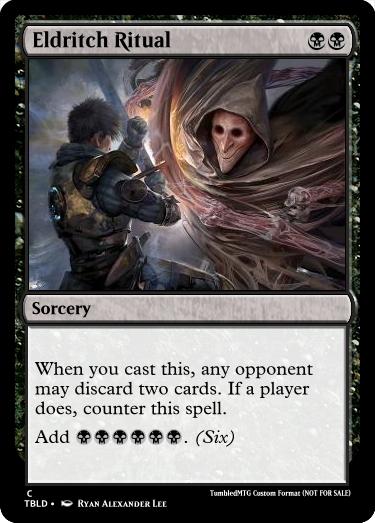 Eldritch Ritual
Sorcery
When you cast this, any opponent
may discard two cards. If a player
does, counter this spell.
Add . (Six)
C
TBLD • Ryan Alexander Lee
TumbledMTG Custom Format (NOT FOR SALE)